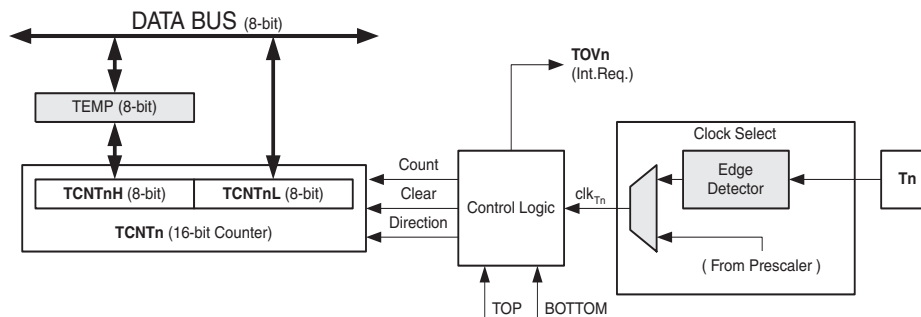 DATA BUS (8-bit)
TEMP (8-bit)
TCNTnH (8-bit)
TCNTnL (8-bit)
TCNTn (16-bit Counter)
Count
Clear
Direction
Control Logic
TOVn
(Int.Req.)
TOP
BOTTOM
clkTn
Clock Select
Edge
Detector
( From Prescaler )
Tn